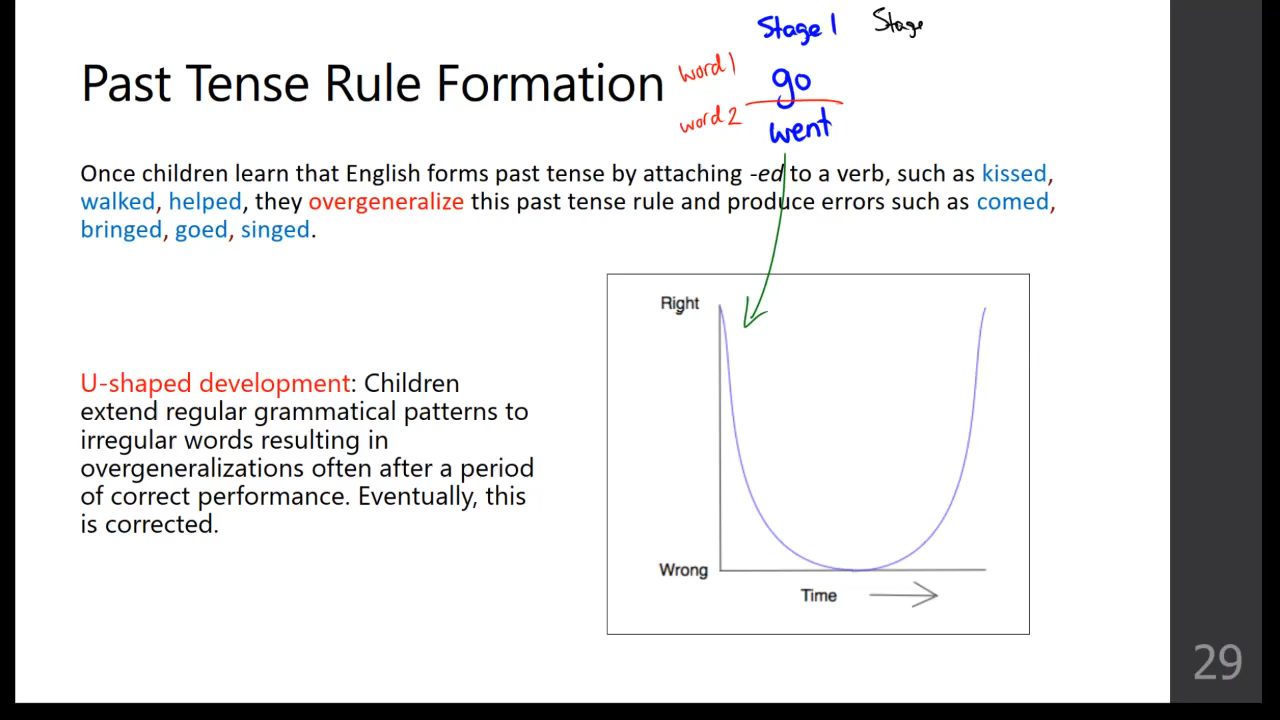 Stage 1 Stage
Past Tense Rule Formation
word 1 go
word 2 went
Once children learn that English forms past tense by attaching -ed to a verb, such as kissed,
walked, helped, they overgeneralize this past tense rule and produce errors such as comed,
bringed, goed, singed.
U-shaped development: Children
extend regular grammatical patterns to
irregular words resulting in
overgeneralizations often after a period
of correct performance. Eventually, this
is corrected.
Right
Wrong
Time
29